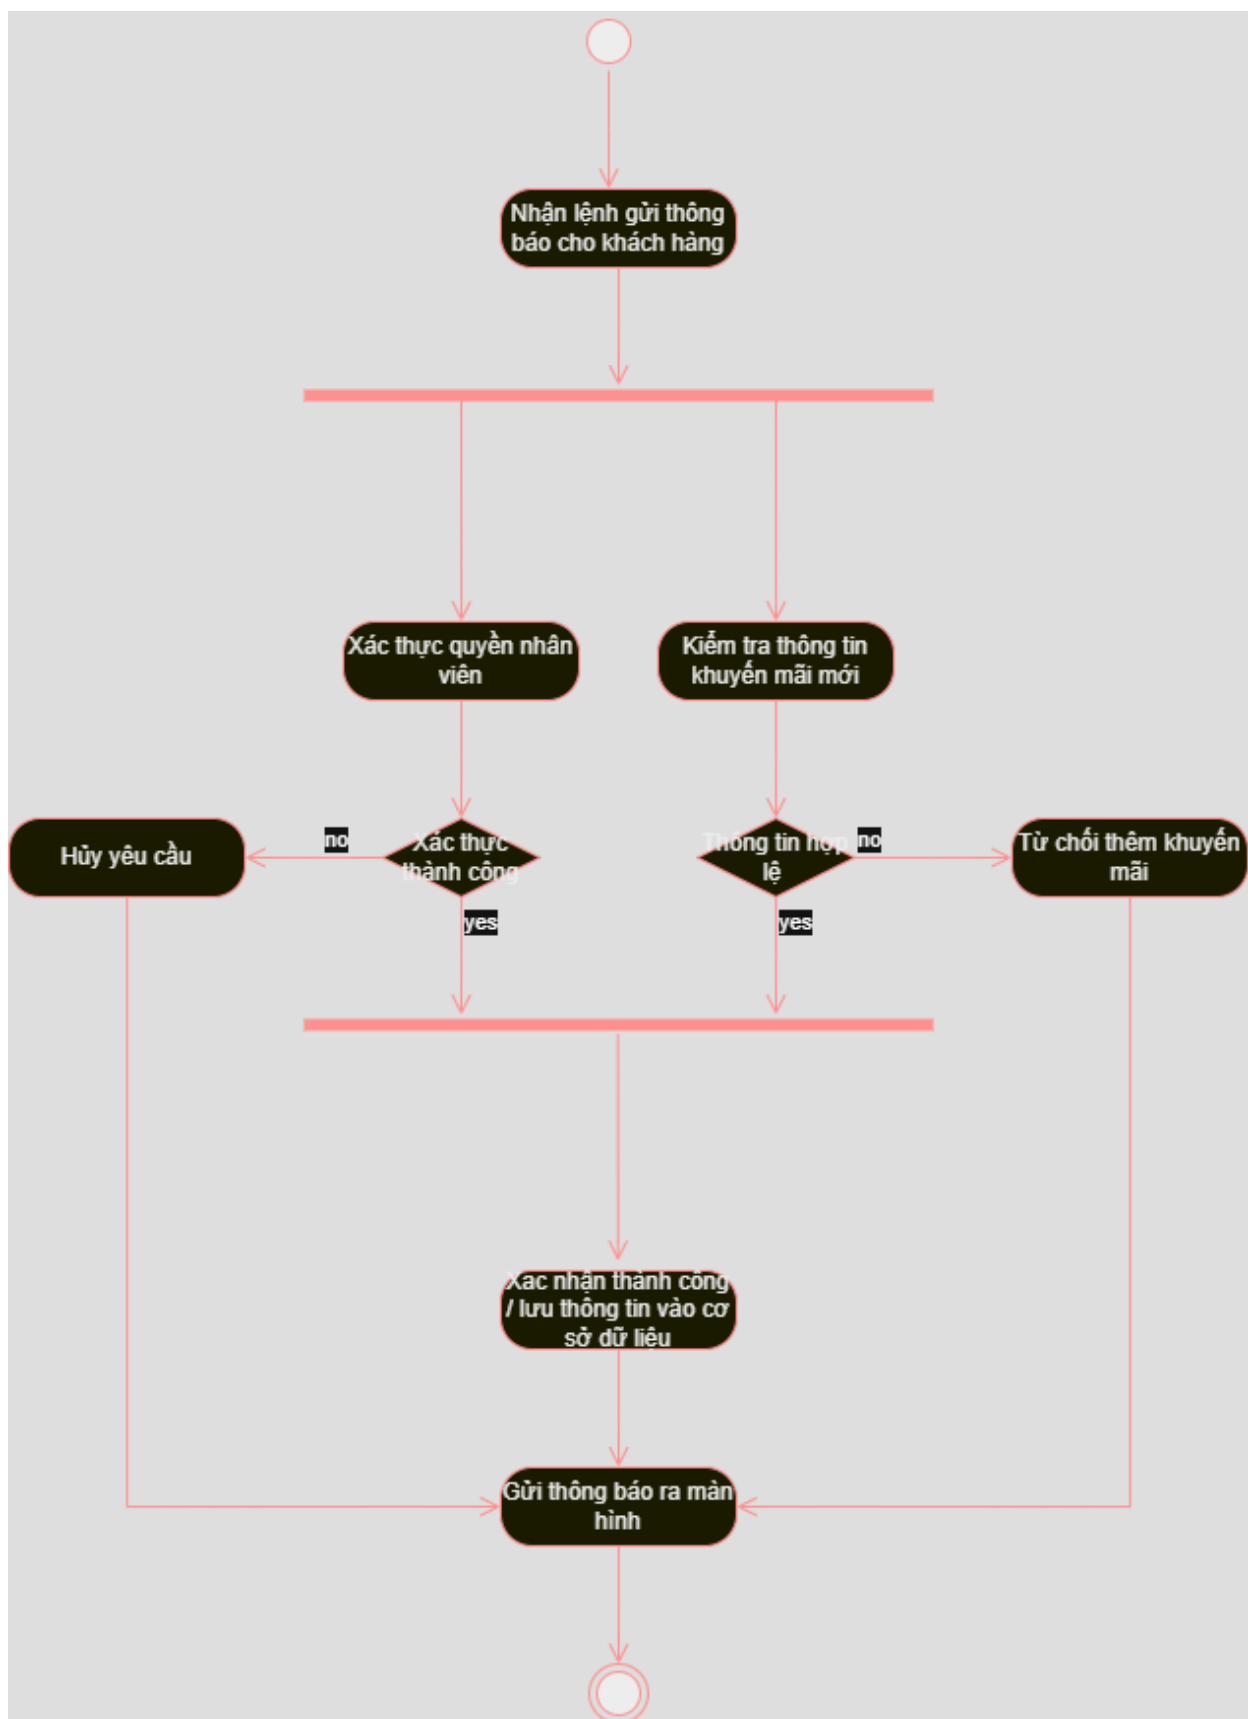 Nhận lệnh gửi thông
báo cho khách hàng
Xác thực quyền nhân
viên
Kiểm tra thông tin
khuyến mãi mới
Hủy yêu cầu
no
Xác thực
thành công
Thông tin hợp
lệ
no
Từ chối thêm khuyến
mãi
yes
yes
Xac nhận thành công
/ lưu thông tin vào cơ
sở dữ liệu
Gửi thông báo ra màn
hình